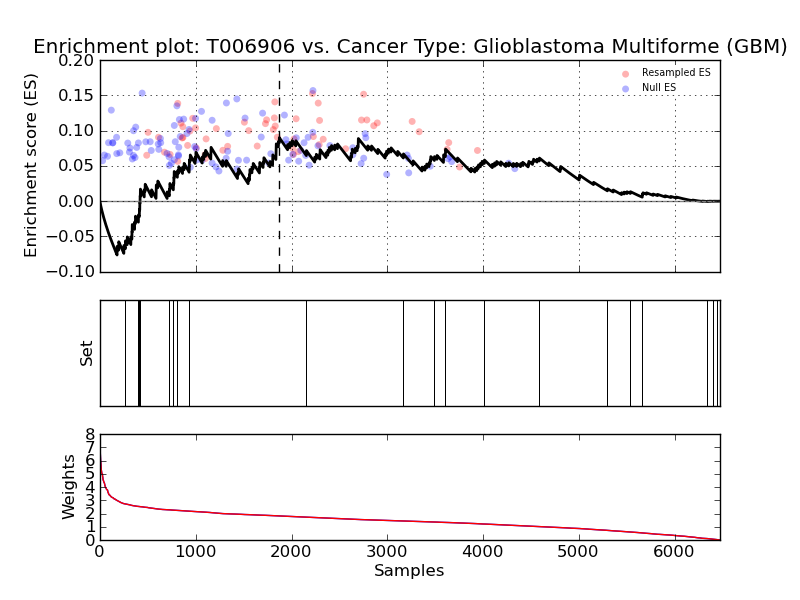 Enrichment plot: T006906 vs. Cancer Type: Glioblastoma Multiforme (GBM)
Enrichment score (ES)
0.20
0.15
0.10
0.05
0.00
−0.05
−0.10
Resampled ES
Null ES
Set
Weights
8
7
6
5
4
3
2
1
0
0 1000 2000 3000 4000 5000 6000
Samples